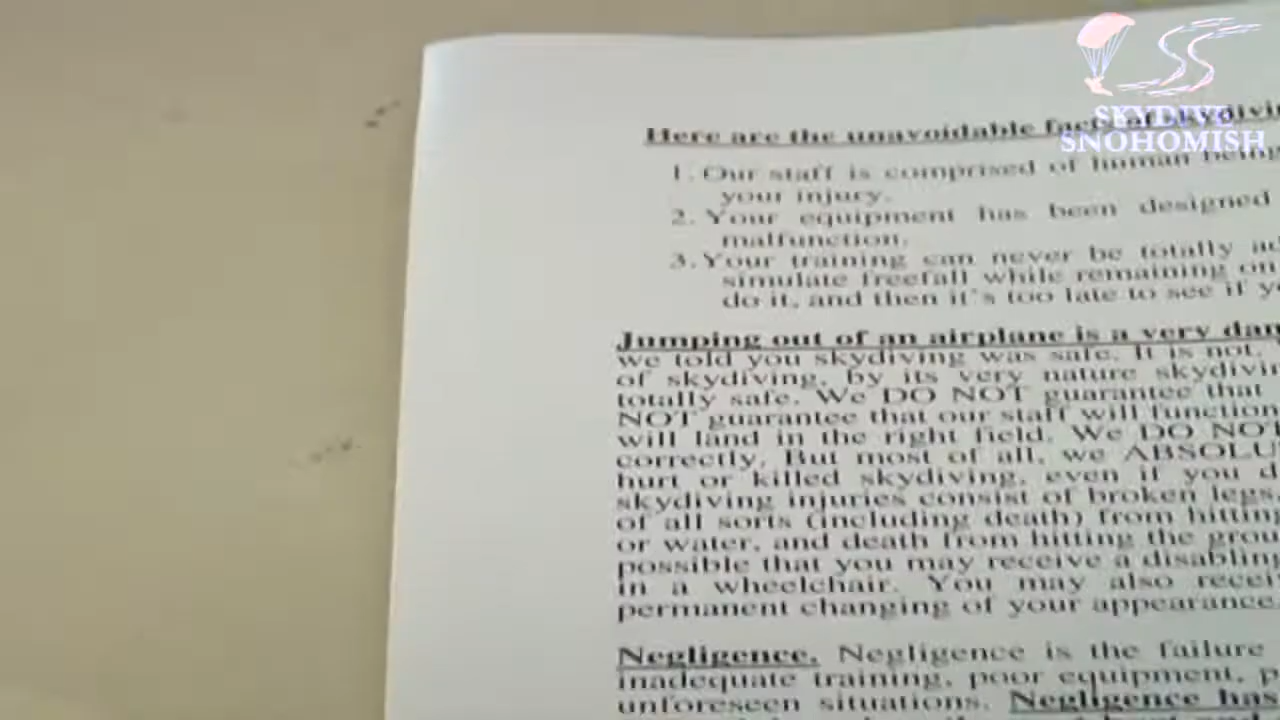 SKYDIVE
SNOHOMISH
Here are the unavoidable facts of skydivi
1. Our staff is comprised of human being
your injury.
2. Your equipment has been designed
malfunction.
3. Your training can never be totally ad
simulate freefall while remaining on
do it, and then it's too late to see if y
Jumping out of an airplane is a very dan
we told you skydiving was safe. It is not.
of skydiving, by its very nature skydivin
totally safe. We DO NOT guarantee that
NOT guarantee that our staff will function
will land in the right field. We DO NOT
correctly. But most of all, we ABSOLU
hurt or killed skydiving, even if you d
skydiving injuries consist of broken legs,
of all sorts (including death) from hitting
or water, and death from hitting the grou
possible that you may receive a disabling
in a wheelchair. You may also recei
permanent changing of your appearance.
Negligence. Negligence is the failure
inadequate training, poor equipment, p
unforeseen situations. Negligence has